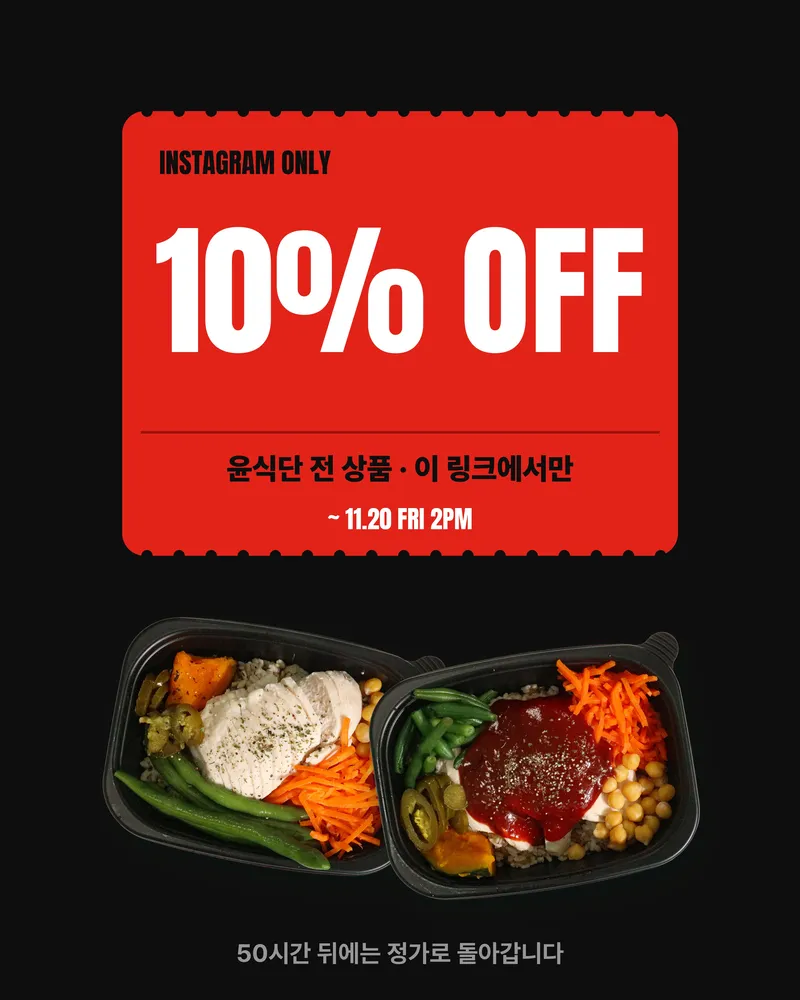 INSTAGRAM ONLY
10% OFF
윤식단 전 상품 · 이 링크에서만
~ 11.20 FRI 2PM
50시간 뒤에는 정가로 돌아갑니다